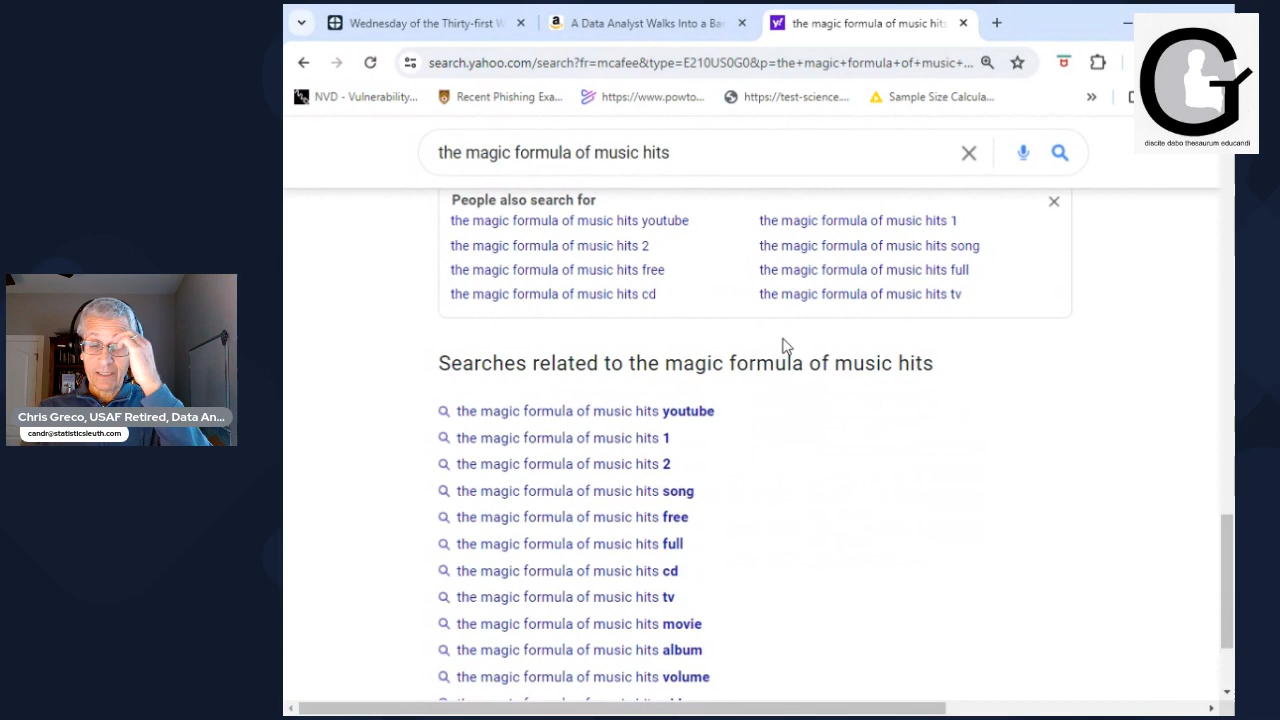 Wednesday of the Thirty-first W
A Data Analyst Walks Into a Ba
the magic formula of music hits
search.yahoo.com/search?fr=mcafee&type=E210US0G0&p=the+magic+formula+of+music+...
NVD - Vulnerability...
Recent Phishing Exa...
https://www.powto...
https://test-science....
Sample Size Calcula...
»
G
discite dabo thesaurum educandi
the magic formula of music hits
People also search for
the magic formula of music hits youtube
the magic formula of music hits 1
the magic formula of music hits 2
the magic formula of music hits song
the magic formula of music hits free
the magic formula of music hits full
the magic formula of music hits cd
the magic formula of music hits tv
Searches related to the magic formula of music hits
the magic formula of music hits youtube
the magic formula of music hits 1
the magic formula of music hits 2
the magic formula of music hits song
the magic formula of music hits free
the magic formula of music hits full
the magic formula of music hits cd
the magic formula of music hits tv
the magic formula of music hits movie
the magic formula of music hits album
the magic formula of music hits volume
Chris Greco, USAF Retired, Data An...
candr@statisticsleuth.com